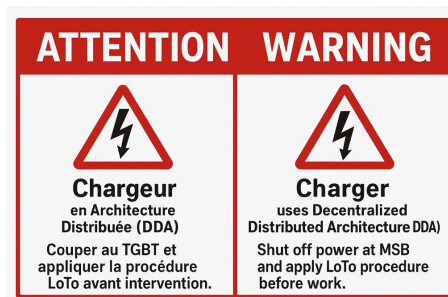 ATTENTION WARNING
Chargeur
en Architecture
Distribuée (DDA)
Couper au TGBT et
appliquer la procédure
LoTo avant intervention.
Charger
uses Decentralized
Distributed Architecture DDA)
Shut off power at MSB
and apply LoTo procedure
before work.